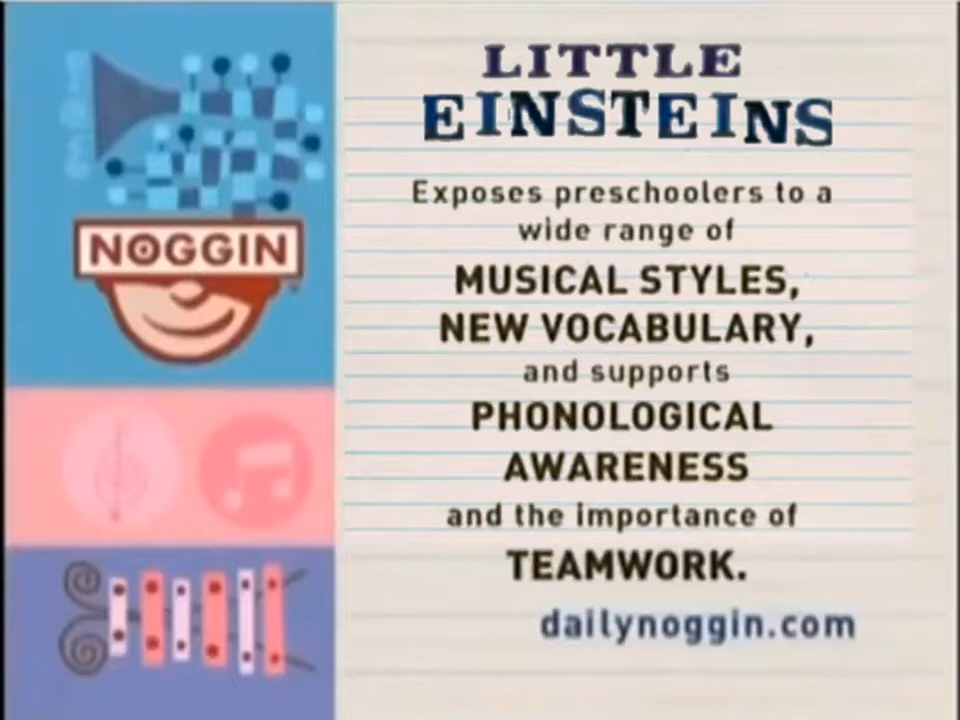 NOGGIN
LITTLE
EINSTEINS
Exposes preschoolers to a
wide range of
MUSICAL STYLES,
NEW VOCABULARY,
and supports
PHONOLOGICAL
AWARENESS
and the importance of
TEAMWORK.
dailynoggin.com